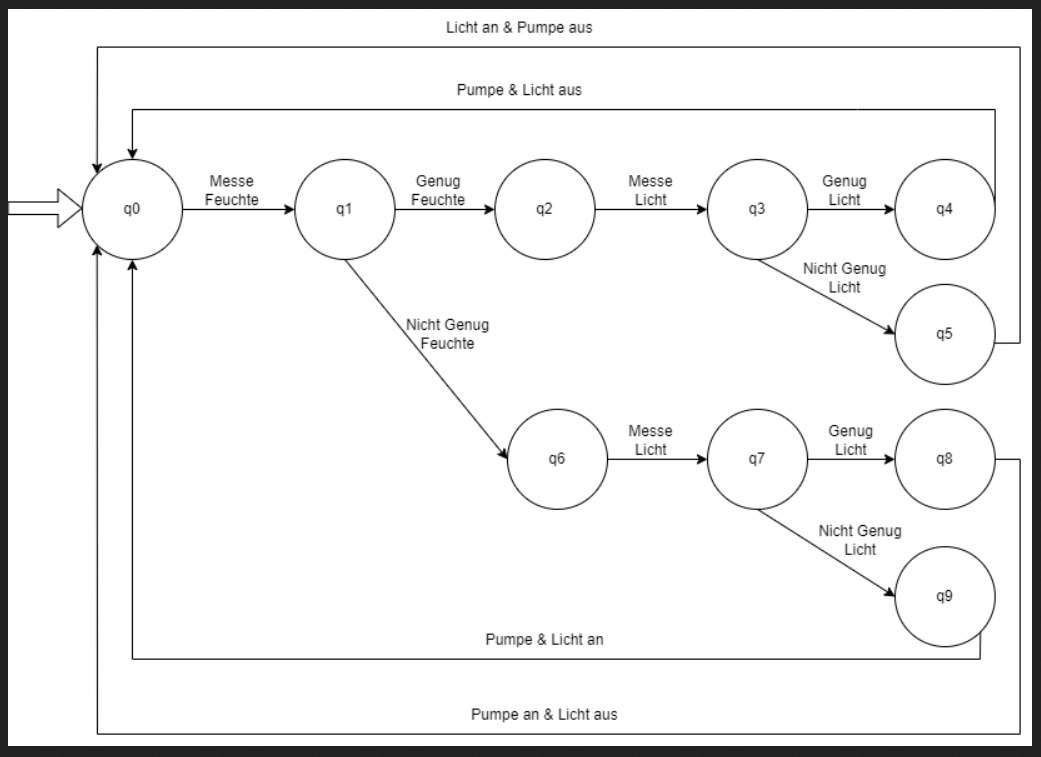 Licht an & Pumpe aus
Pumpe & Licht aus
Messe
Feuchte
Genug
Feuchte
Messe
Licht
Genug
Licht
q0
q1
q2
q3
q4
Nicht Genug
Licht
q5
Nicht Genug
Feuchte
Messe
Licht
Genug
Licht
q6
q7
q8
Nicht Genug
Licht
q9
Pumpe & Licht an
Pumpe an & Licht aus